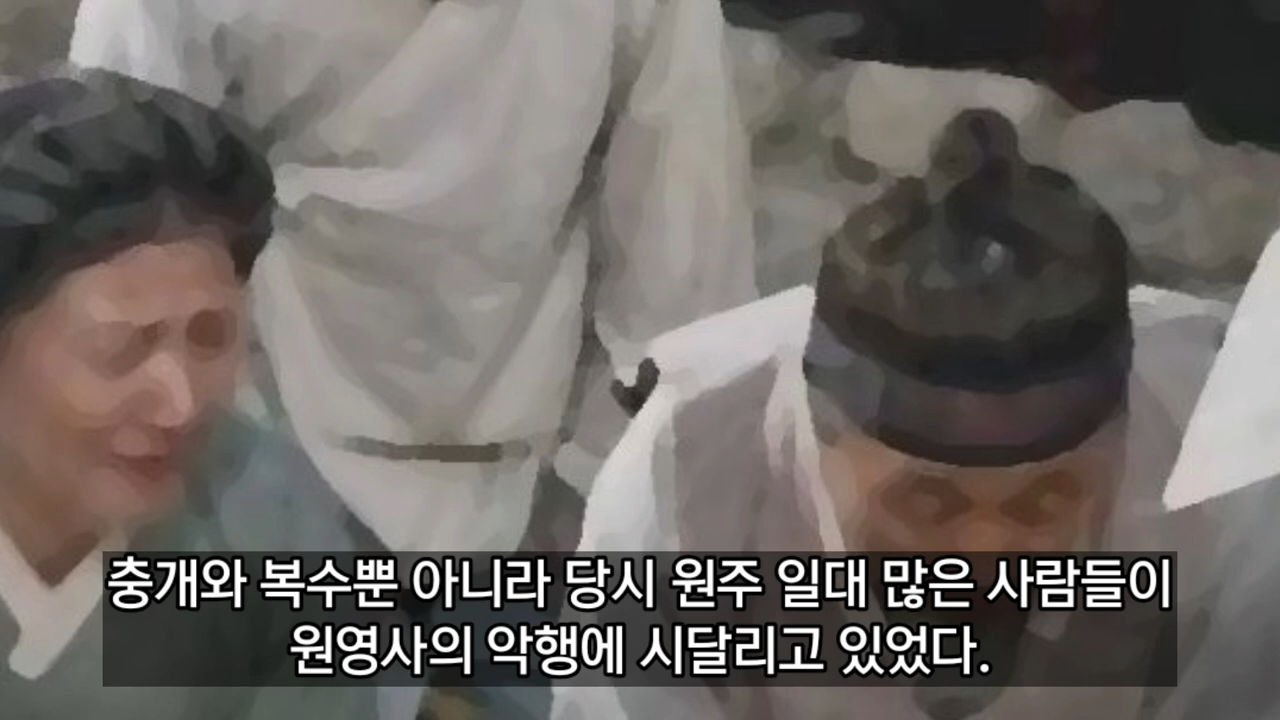 충개와 복수뿐 아니라 당시 원주 일대 많은 사람들이
원영사의 악행에 시달리고 있었다.